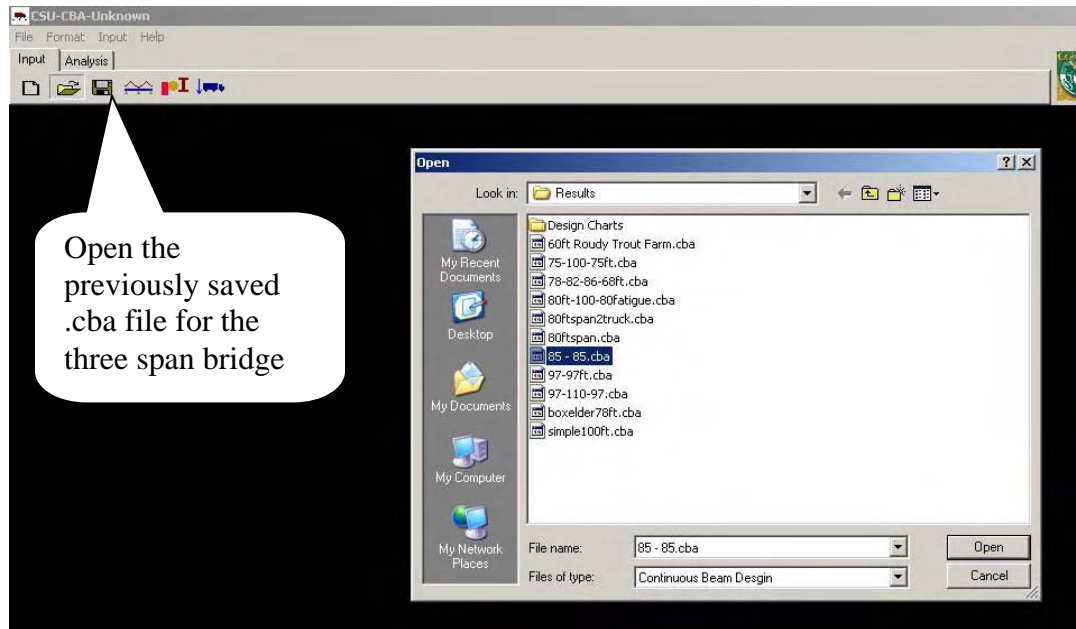 CSU-CBA-Unknown
File Format Input Help
Input Analysis
Open the
previously saved
.cba file for the
three span bridge
Open
Look in: Results
My Recent
Documents
Desktop
My Documents
My Computer
My Network
Places
Design Charts
60ft Roudy Trout Farm.cba
75-100-75ft.cba
78-82-86-68ft.cba
80ft-100-80fatigue.cba
80ftspan2truck.cba
80ftspan.cba
85 - 85.cba
97-97ft.cba
97-110-97.cba
boxelder78ft.cba
simple100ft.cba
File name: 85 - 85.cba Open
Files of type: Continuous Beam Desgin Cancel